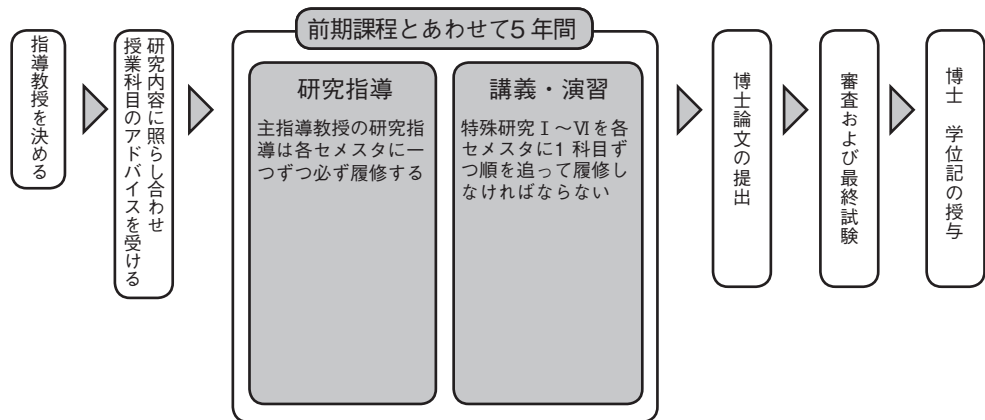 指導教授を決める
研究内容に照らし合わせ
授業科目のアドバイスを受ける
前期課程とあわせて5年間
研究指導
主指導教授の研究指
導は各セメスタに一
つずつ必ず履修する
講義・演習
特殊研究Ⅰ〜Ⅵを各
セメスタに1科目ず
つ順を追って履修し
なければならない
博士論文の提出
審査および最終試験
博士 学位記の授与